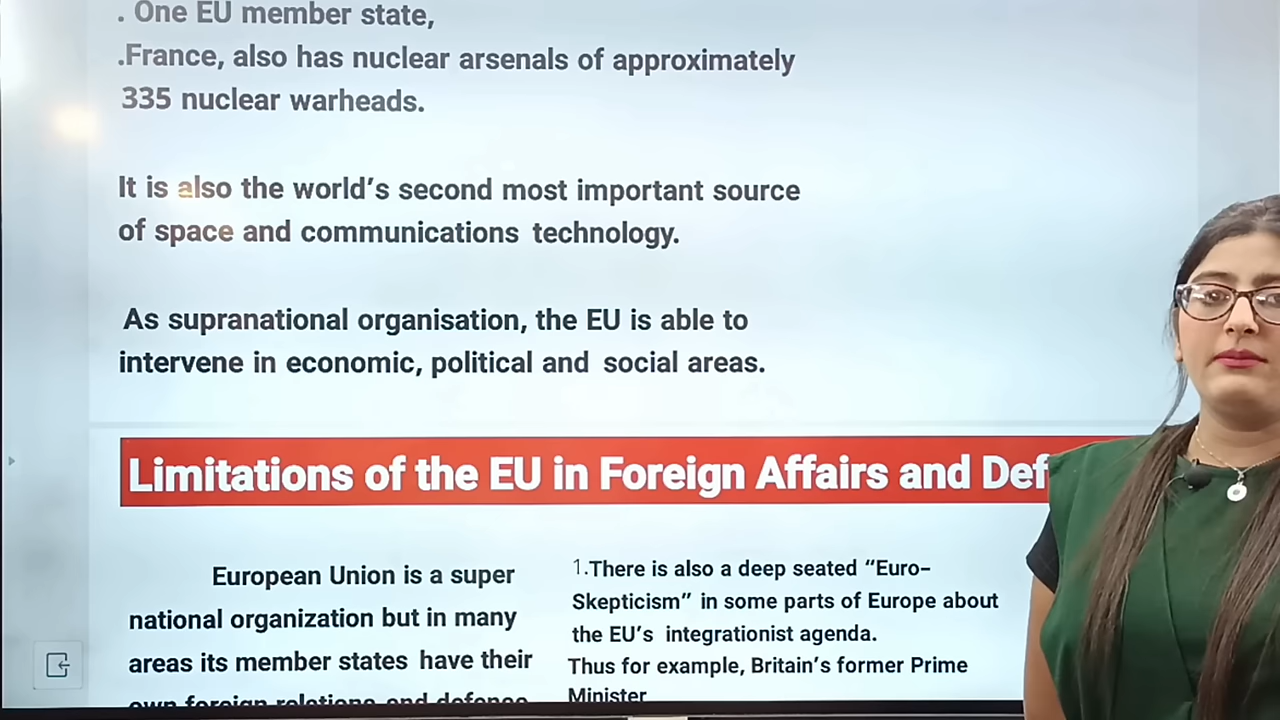 . One EU member state,
.France, also has nuclear arsenals of approximately
335 nuclear warheads.
It is also the world's second most important source
of space and communications technology.
As supranational organisation, the EU is able to
intervene in economic, political and social areas.
Limitations of the EU in Foreign Affairs and Def
European Union is a super
national organization but in many
areas its member states have their
own foreign relations and defence
1.There is also a deep seated “Euro-
Skepticism” in some parts of Europe about
the EU's integrationist agenda.
Thus for example, Britain's former Prime
Minister